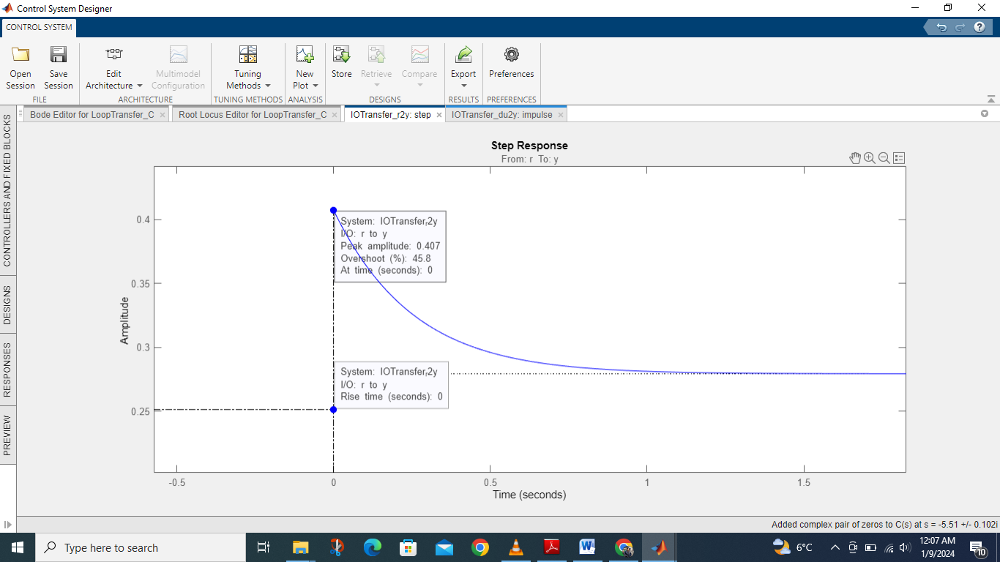 Control System Designer
CONTROL SYSTEM
Open Session
Save Session
FILE
Edit Architecture
Multimodel Configuration
ARCHITECTURE
Tuning Methods
TUNING METHODS
New Plot
ANALYSIS
Store
Retrieve
Compare
DESIGNS
Export
RESULTS
Preferences
PREFERENCES
CONTROLLERS AND FIXED BLOCKS
DESIGNS
RESPONSES
PREVIEW
Bode Editor for LoopTransfer_C
Root Locus Editor for LoopTransfer_C
IOTransfer_r2y: step
IOTransfer_du2y: impulse
Step Response
From: r To: y
Amplitude
0.4
0.35
0.3
0.25
System: IOTransfer,2y
I/O: r to y
Peak amplitude: 0.407
Overshoot (%): 45.8
At time (seconds): 0
System: IOTransfer,2y
I/O: r to y
Rise time (seconds): 0
-0.5
0
0.5
1
1.5
Time (seconds)
Added complex pair of zeros to C(s) at s = -5.51 +/- 0.102i
Type here to search
6°C
12:07 AM
1/9/2024
10